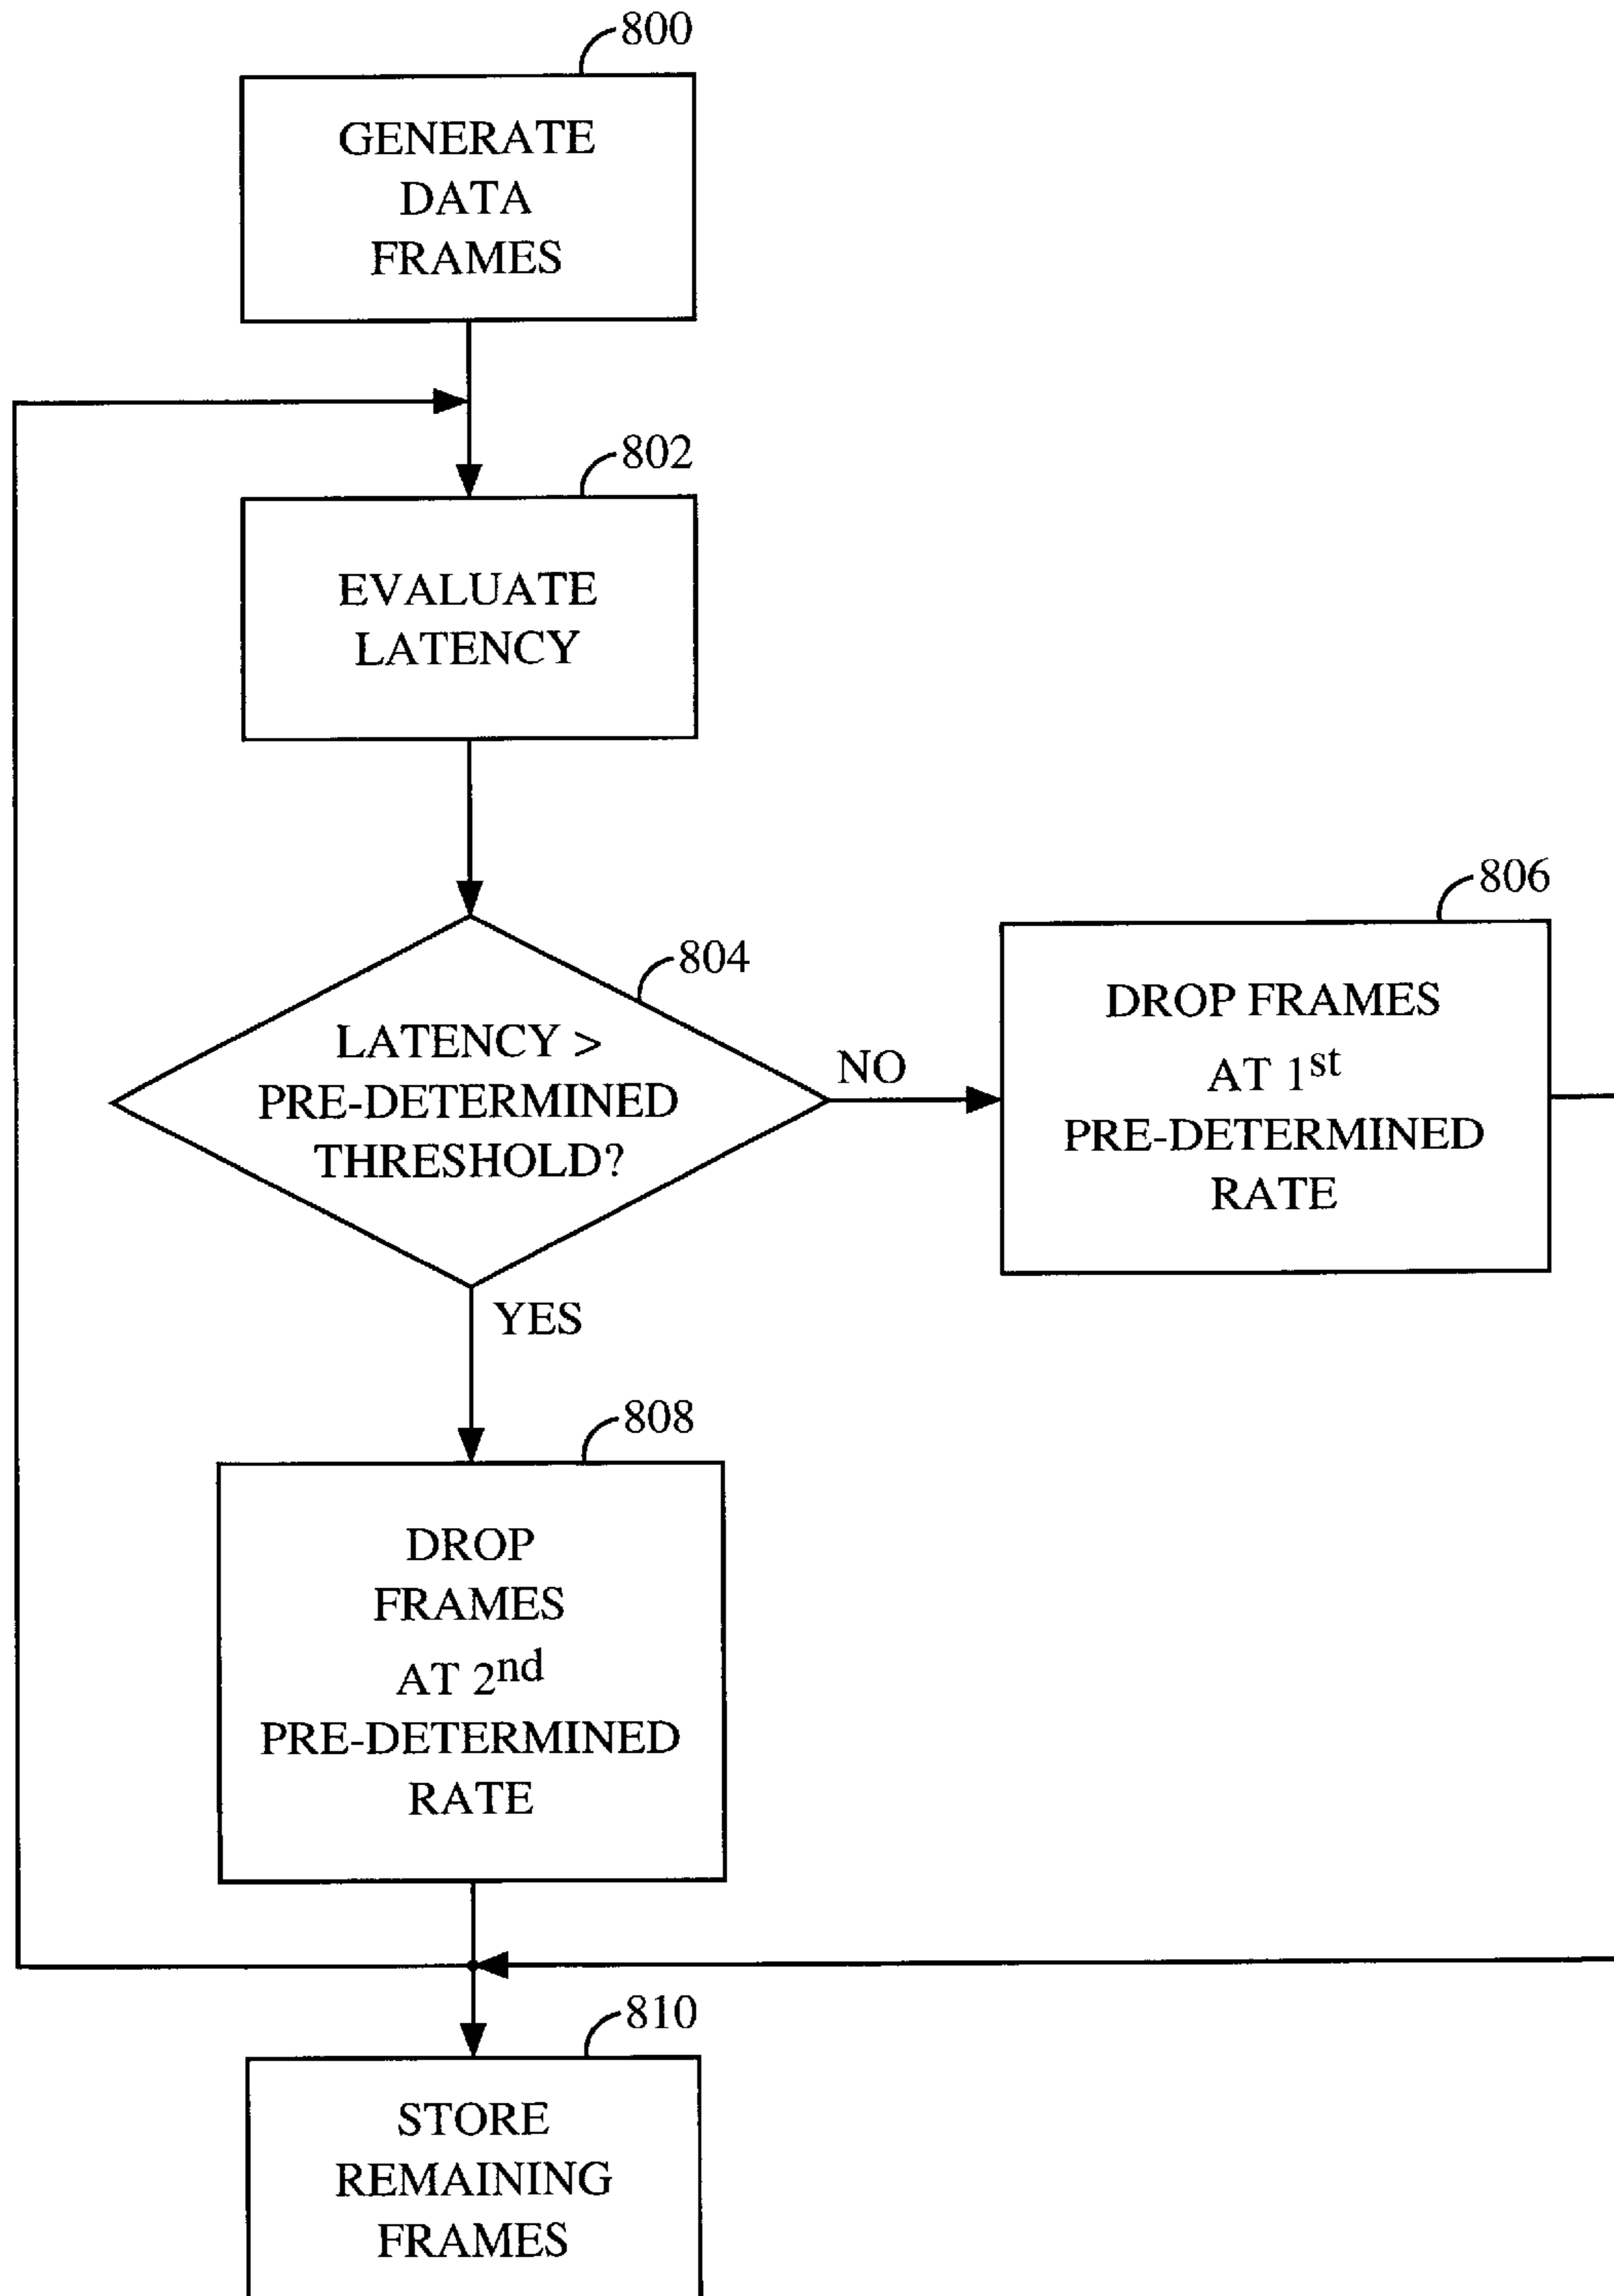 800
GENERATE
DATA
FRAMES
802
EVALUATE
LATENCY
804
LATENCY >
PRE-DETERMINED
THRESHOLD?
NO
806
DROP FRAMES
AT 1st
PRE-DETERMINED
RATE
YES
808
DROP
FRAMES
AT 2nd
PRE-DETERMINED
RATE
810
STORE
REMAINING
FRAMES